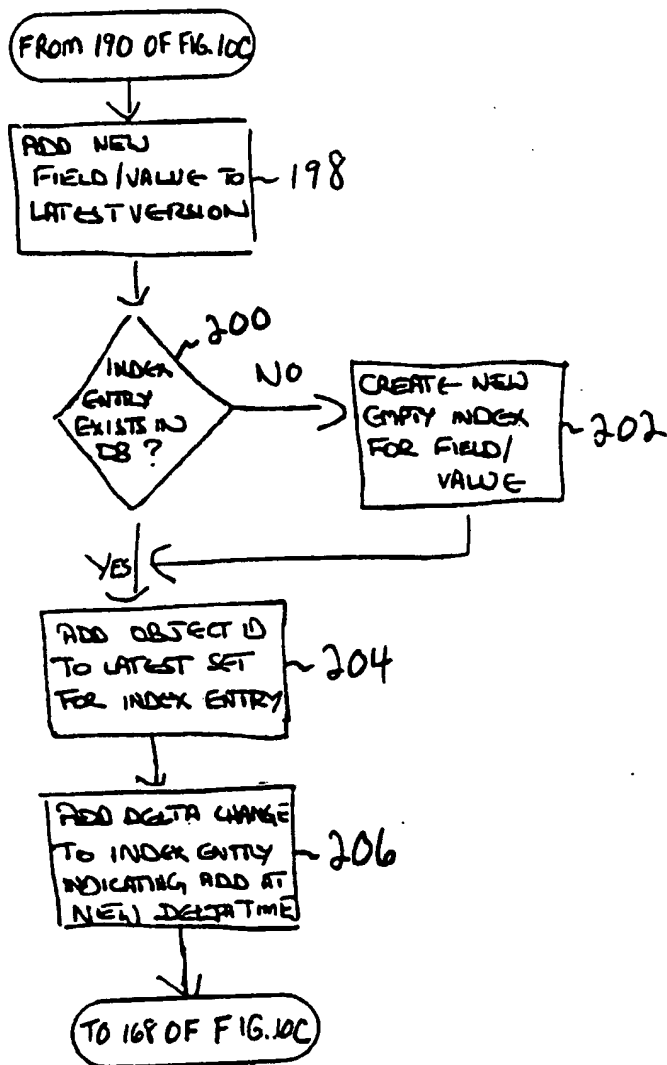 FROM 190 OF FIG. 10C
ADD NEW
FIELD/VALUE TO
LATEST VERSION
198
200
INDEX
ENTRY
EXISTS IN
DB?
NO
CREATE NEW
EMPTY INDEX
FOR FIELD/
VALUE
202
YES
ADD OBJECT ID
TO LATEST SET
FOR INDEX ENTRY
204
ADD DELTA CHANGE
TO INDEX ENTRY
INDICATING ADD AT
NEW DELTA TIME
206
TO 168 OF FIG. 10C